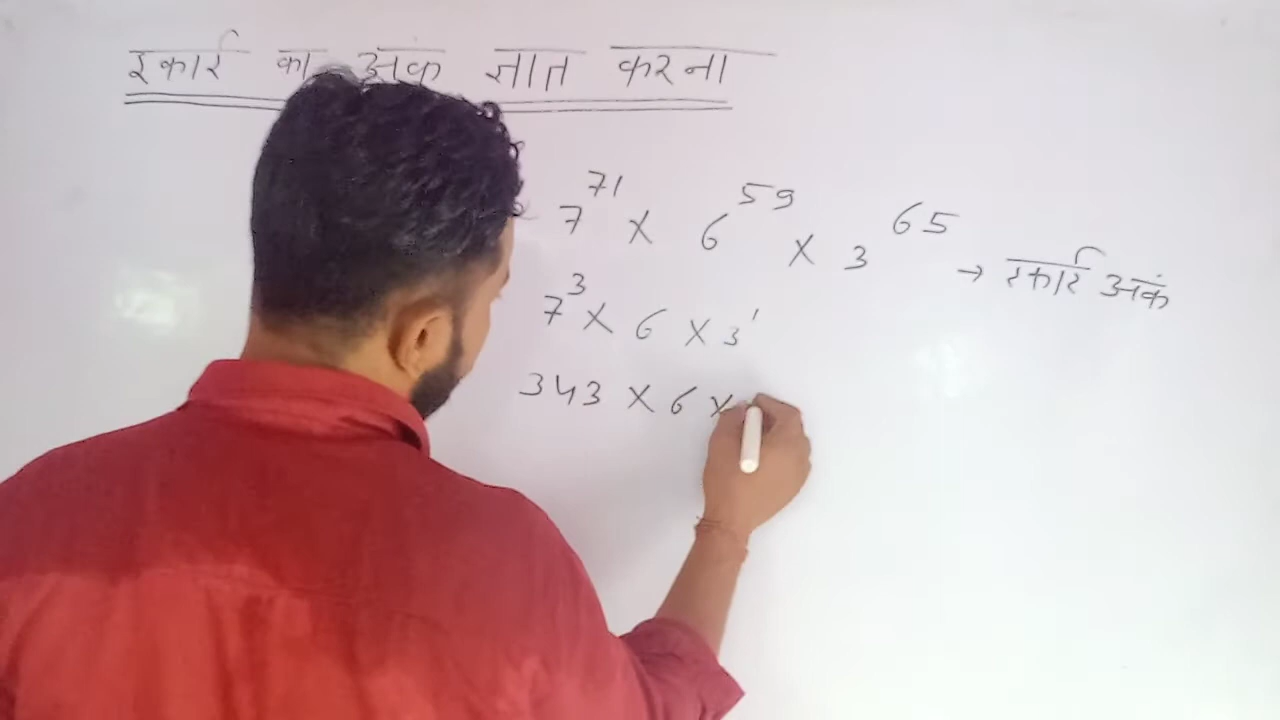 इकाई का अंक ज्ञात करना
7^71 × 6^59 × 3^65 → इकाई अंक
7^3 × 6 × 3^1
343 × 6 ×